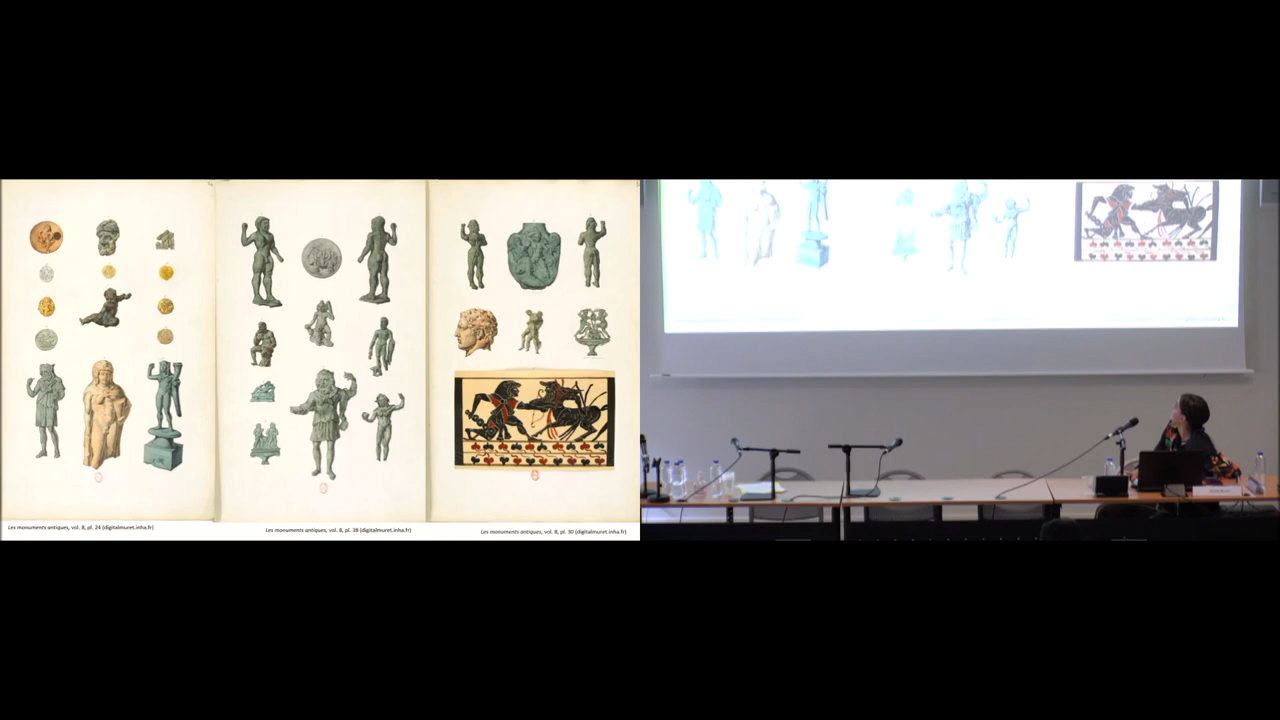 Les monuments antiques, vol. 8, pl. 24 (digitalmuret.inha.fr)
Les monuments antiques, vol. 8, pl. 38 (digitalmuret.inha.fr)
Les monuments antiques, vol. 8, pl. 30 (digitalmuret.inha.fr)